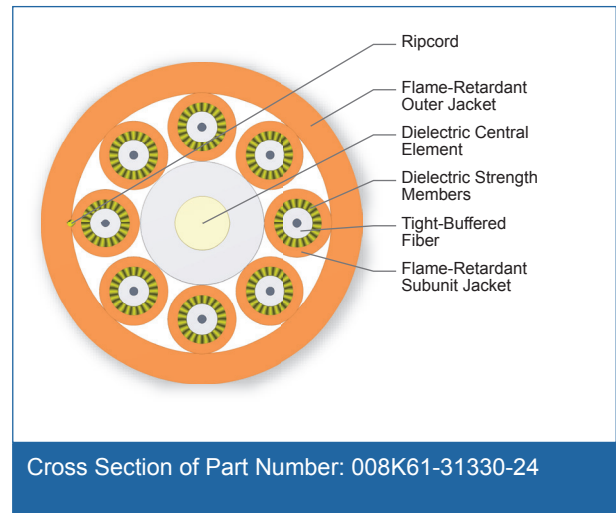 Ripcord
Flame-Retardant
Outer Jacket
Dielectric Central
Element
Dielectric Strength
Members
Tight-Buffered
Fiber
Flame-Retardant
Subunit Jacket
Cross Section of Part Number: 008K61-31330-24